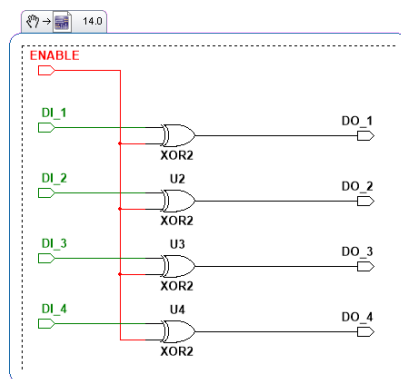 14.0
ENABLE
DI_1
DO_1
XOR2
DI_2
U2
DO_2
XOR2
DI_3
U3
DO_3
XOR2
DI_4
U4
DO_4
XOR2